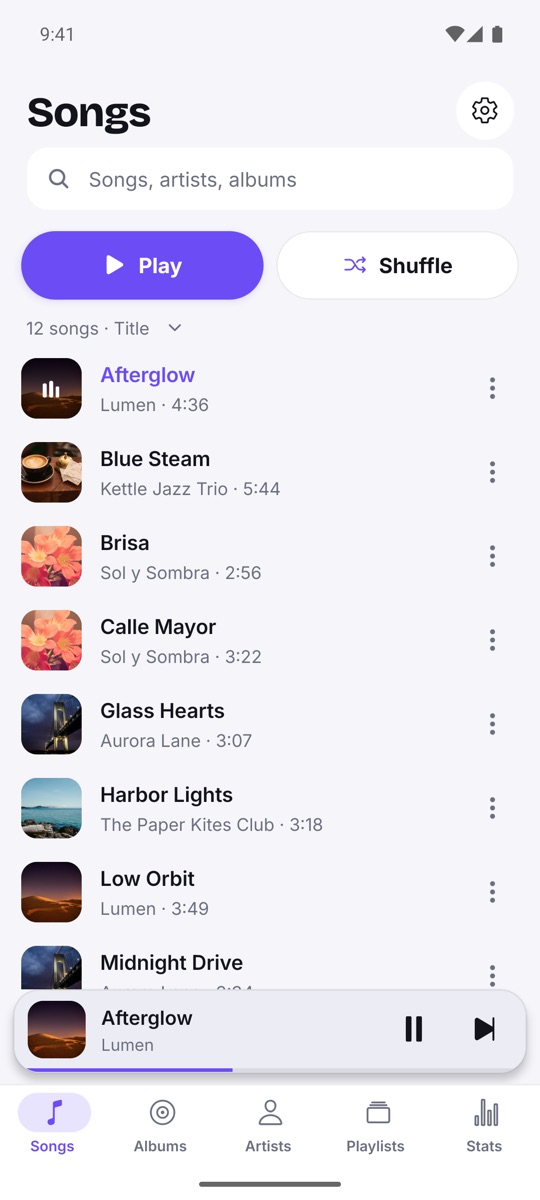 9:41
Songs
Songs, artists, albums
Play
Shuffle
12 songs · Title
Afterglow
Lumen · 4:36
Blue Steam
Kettle Jazz Trio · 5:44
Brisa
Sol y Sombra · 2:56
Calle Mayor
Sol y Sombra · 3:22
Glass Hearts
Aurora Lane · 3:07
Harbor Lights
The Paper Kites Club · 3:18
Low Orbit
Lumen · 3:49
Midnight Drive
Afterglow
Lumen
Songs
Albums
Artists
Playlists
Stats